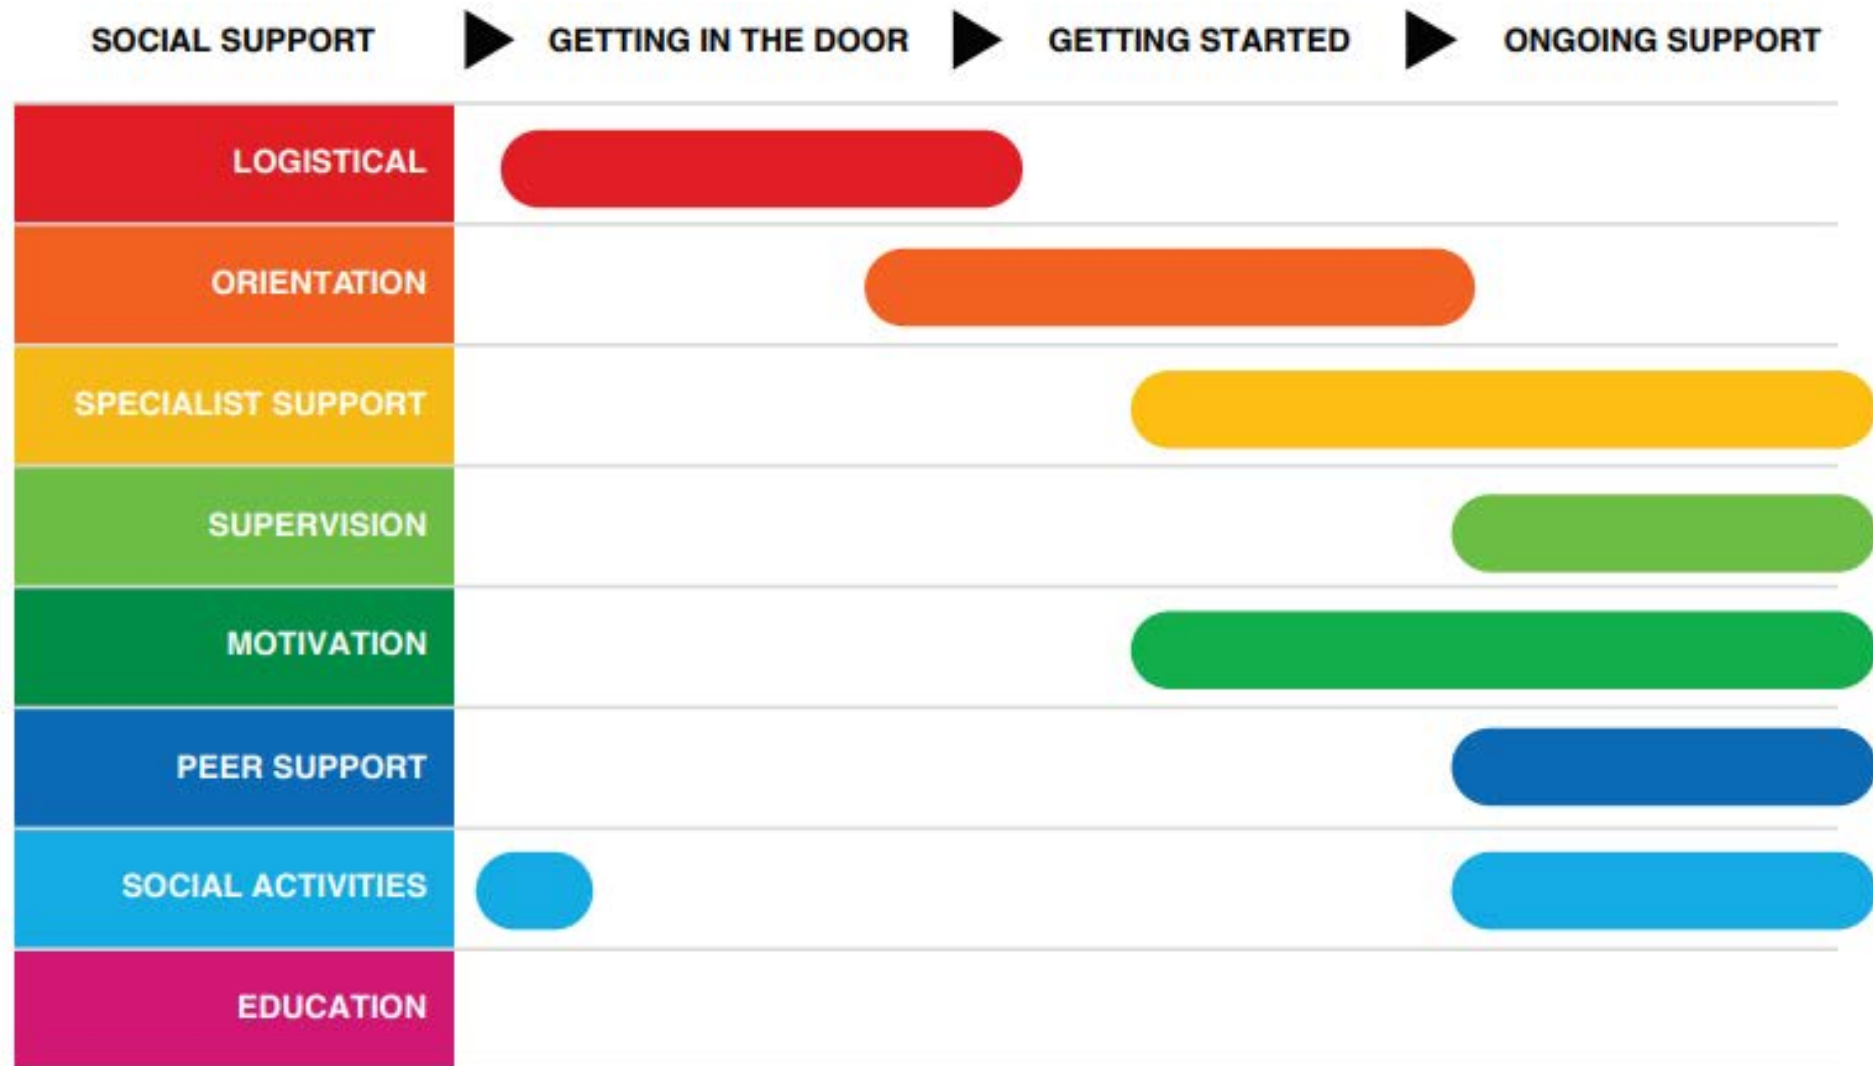 SOCIAL SUPPORT GETTING IN THE DOOR GETTING STARTED ONGOING SUPPORT
LOGISTICAL
ORIENTATION
SPECIALIST SUPPORT
SUPERVISION
MOTIVATION
PEER SUPPORT
SOCIAL ACTIVITIES
EDUCATION